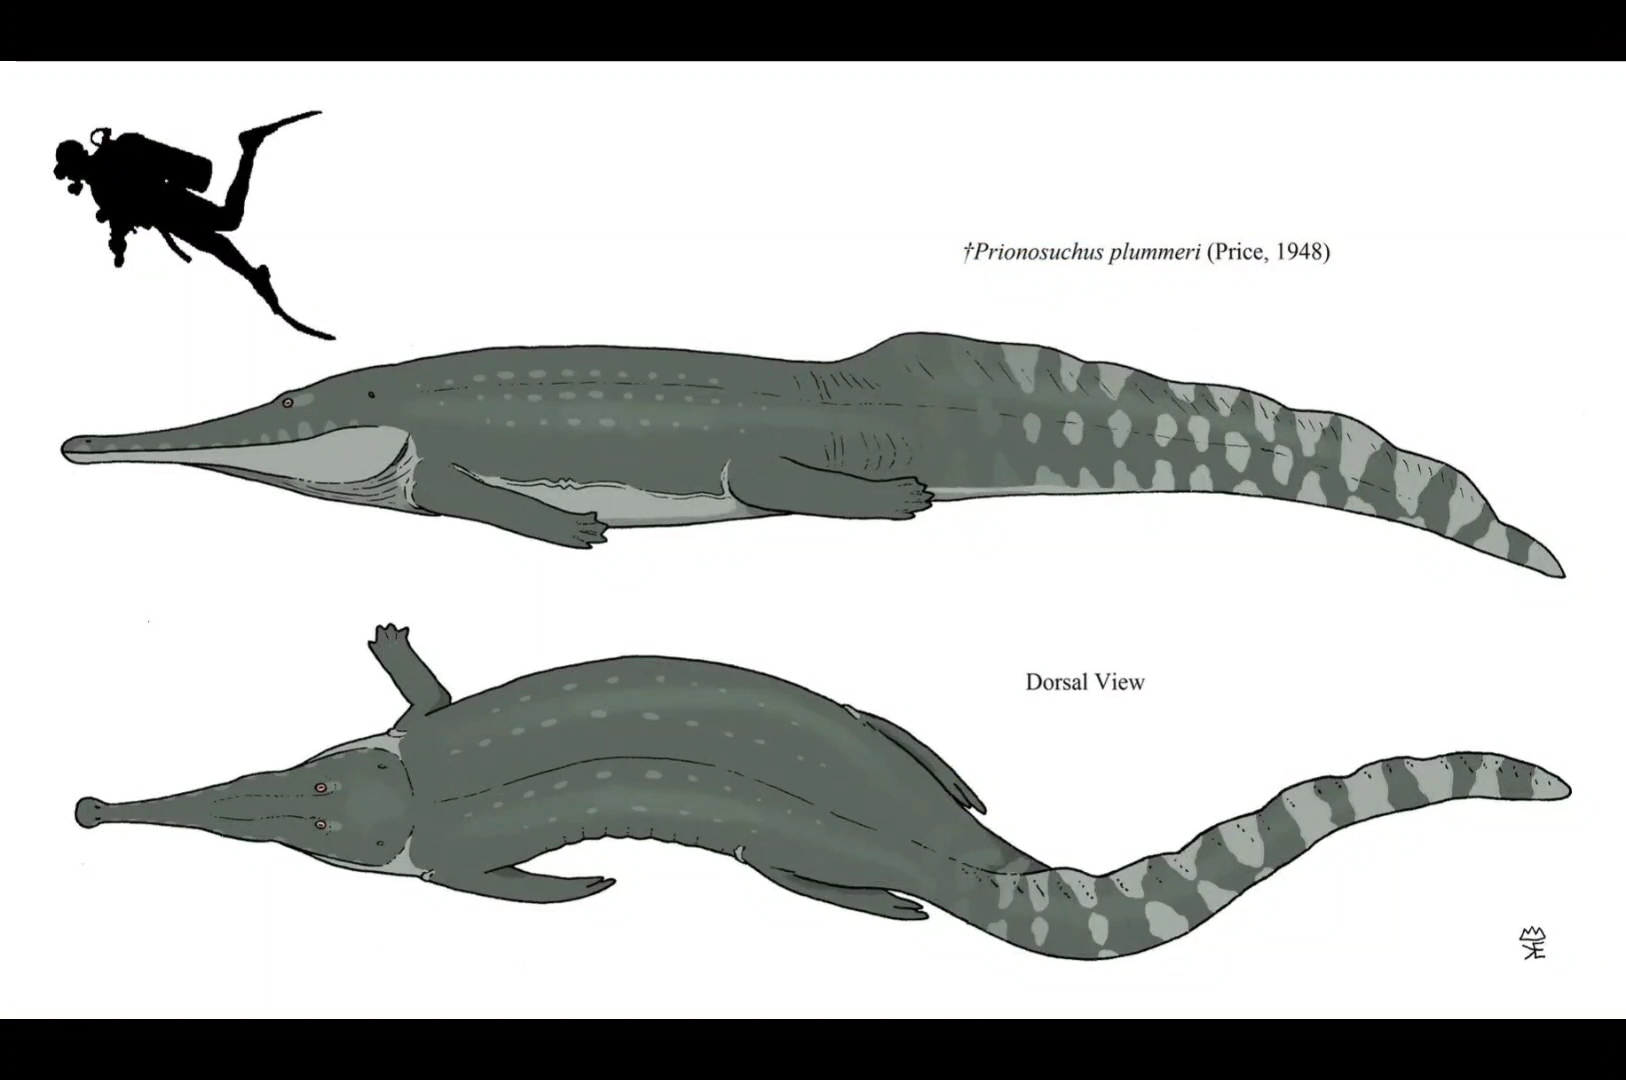 †Prionosuchus plummeri (Price, 1948)
Dorsal View